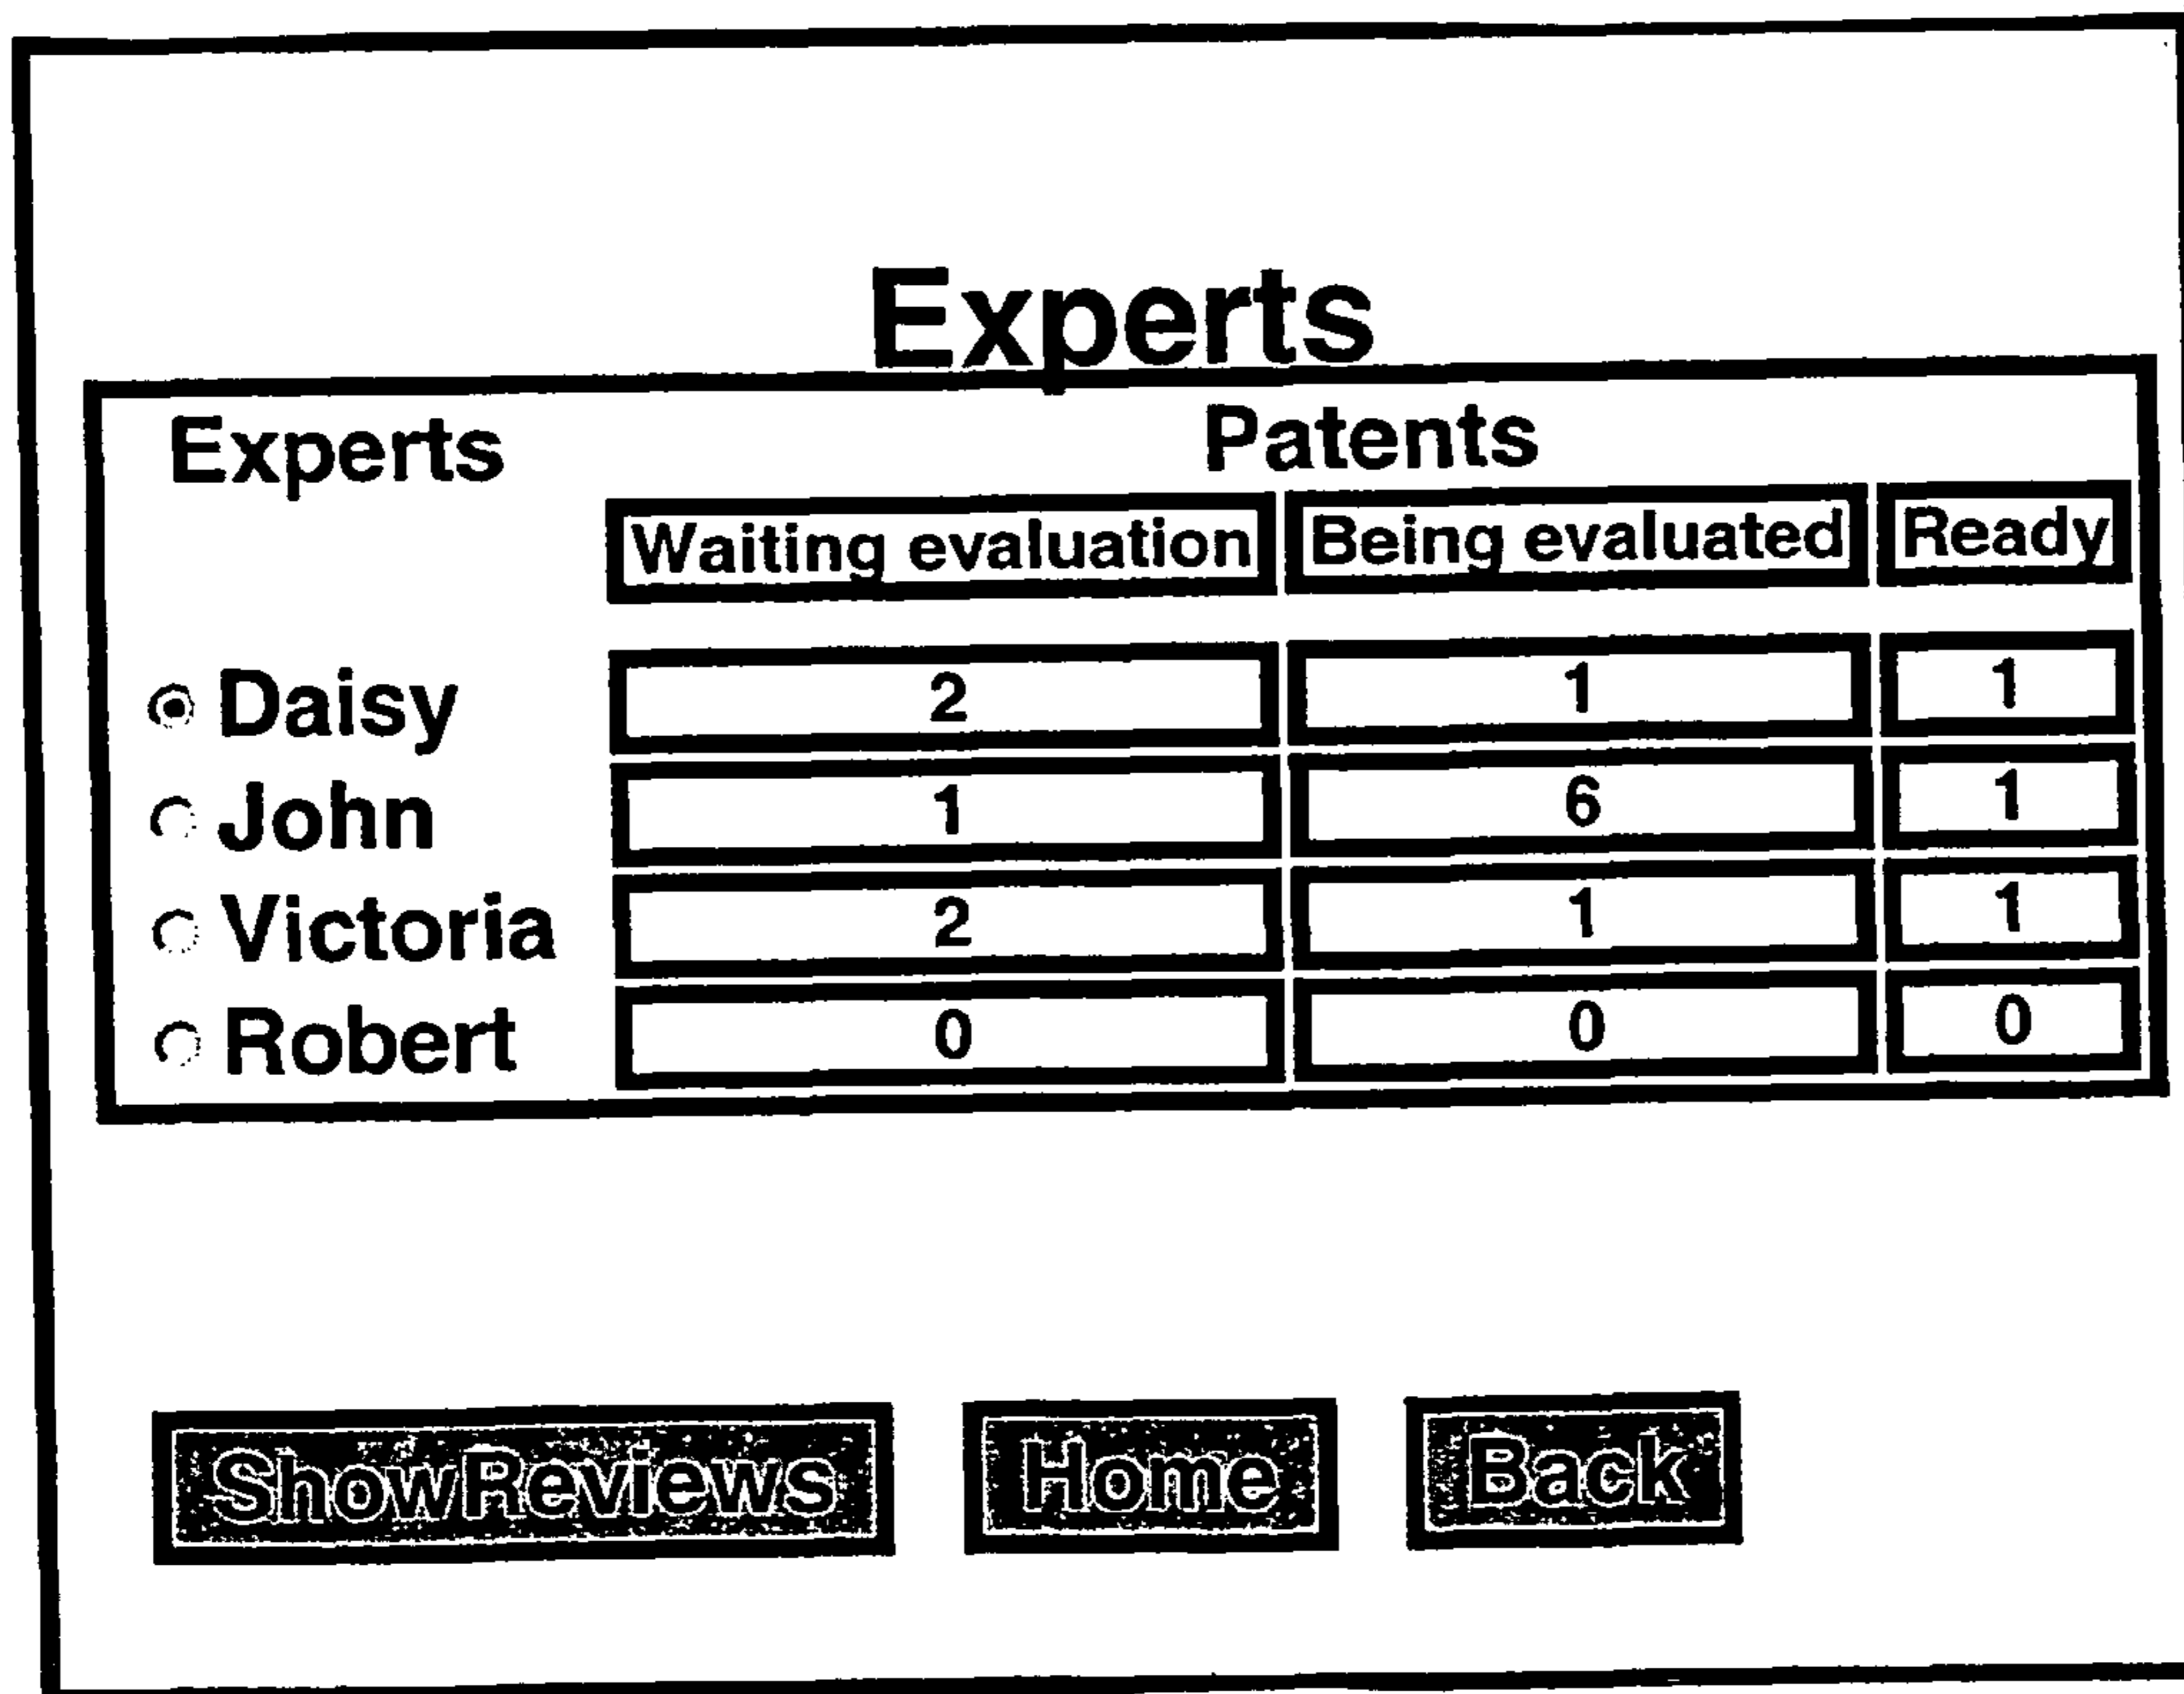 Experts
Experts Patents
Waiting evaluation Being evaluated Ready
Daisy 2 1 1
John 1 6 1
Victoria 2 1 1
Robert 0 0 0
ShowReviews Home Back